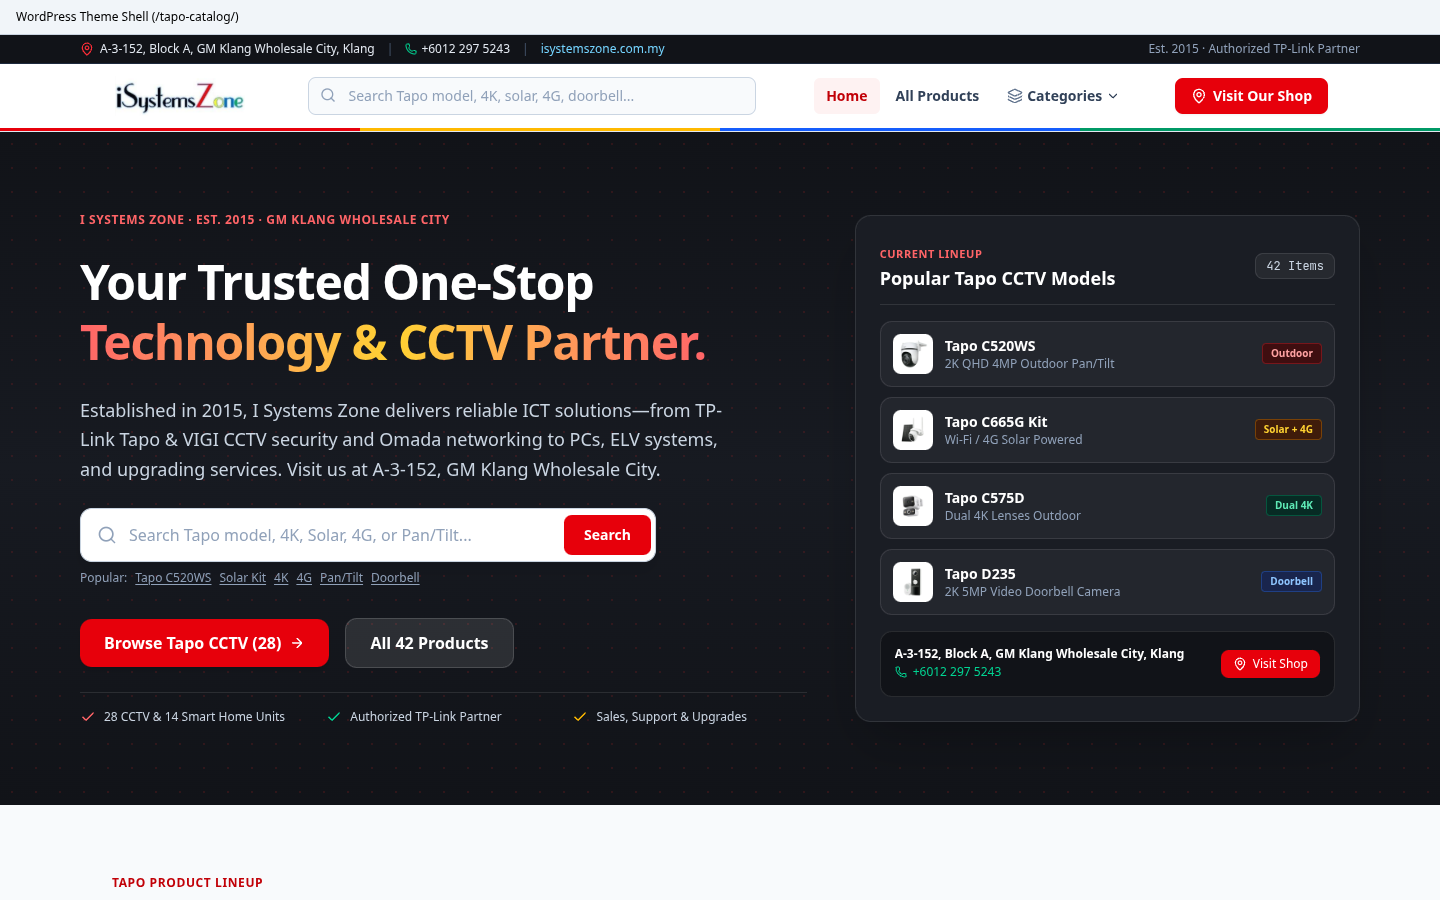 WordPress Theme Shell (/tapo-catalog/)
A-3-152, Block A, GM Klang Wholesale City, Klang | +6012 297 5243 | isystemszone.com.my
Est. 2015 · Authorized TP-Link Partner
iSystemsZone
Search Tapo model, 4K, solar, 4G, doorbell...
Home
All Products
Categories
Visit Our Shop
I SYSTEMS ZONE · EST. 2015 · GM KLANG WHOLESALE CITY
Your Trusted One-Stop
Technology & CCTV Partner.
Established in 2015, I Systems Zone delivers reliable ICT solutions—from TP-
Link Tapo & VIGI CCTV security and Omada networking to PCs, ELV systems,
and upgrading services. Visit us at A-3-152, GM Klang Wholesale City.
Search Tapo model, 4K, Solar, 4G, or Pan/Tilt...
Search
Popular: Tapo C520WS Solar Kit 4K 4G Pan/Tilt Doorbell
Browse Tapo CCTV (28)
All 42 Products
28 CCTV & 14 Smart Home Units
Authorized TP-Link Partner
Sales, Support & Upgrades
CURRENT LINEUP
Popular Tapo CCTV Models
42 Items
Tapo C520WS
2K QHD 4MP Outdoor Pan/Tilt
Outdoor
Tapo C665G Kit
Wi-Fi / 4G Solar Powered
Solar + 4G
Tapo C575D
Dual 4K Lenses Outdoor
Dual 4K
Tapo D235
2K 5MP Video Doorbell Camera
Doorbell
A-3-152, Block A, GM Klang Wholesale City, Klang
+6012 297 5243
Visit Shop
TAPO PRODUCT LINEUP